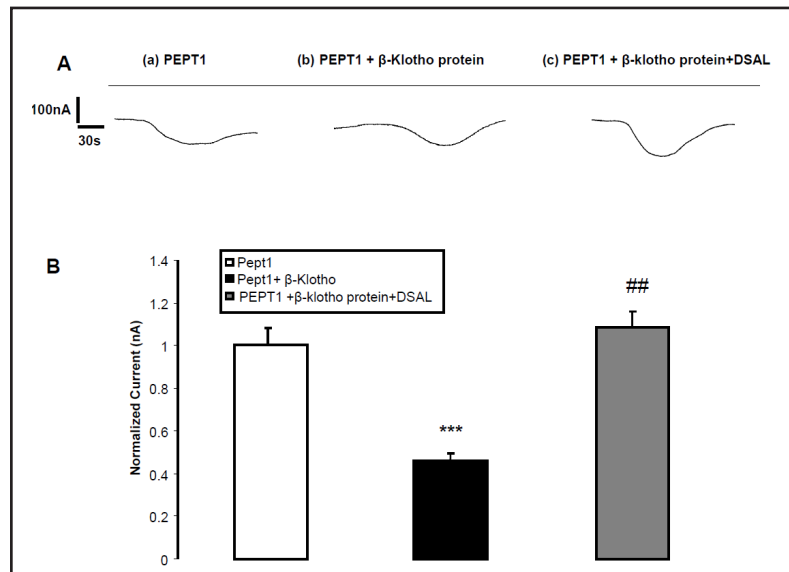 A
(a) PEPT1
(b) PEPT1 + β-Klotho protein
(c) PEPT1 + β-klotho protein+DSAL
100nA
30s
B
Normalized Current (nA)
1.4
1.2
1
0.8
0.6
0.4
0.2
0
Pept1
Pept1+ β-Klotho
PEPT1 +β-klotho protein+DSAL
***
##